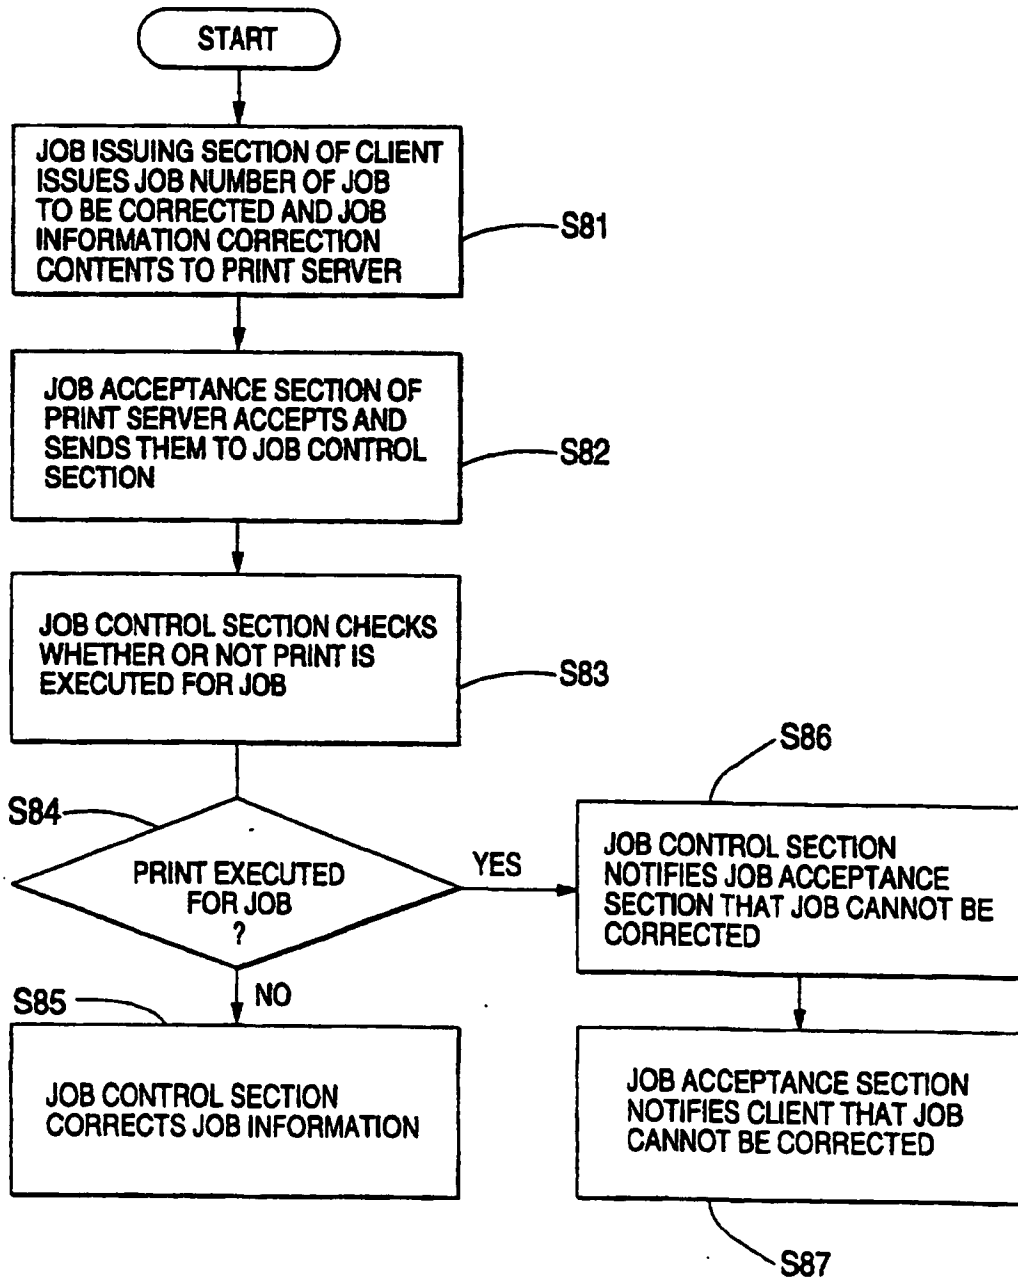 START
JOB ISSUING SECTION OF CLIENT
ISSUES JOB NUMBER OF JOB
TO BE CORRECTED AND JOB
INFORMATION CORRECTION
CONTENTS TO PRINT SERVER
S81
JOB ACCEPTANCE SECTION OF
PRINT SERVER ACCEPTS AND
SENDS THEM TO JOB CONTROL
SECTION
S82
JOB CONTROL SECTION CHECKS
WHETHER OR NOT PRINT IS
EXECUTED FOR JOB
S83
S84
PRINT EXECUTED
FOR JOB
?
YES
NO
S86
JOB CONTROL SECTION
NOTIFIES JOB ACCEPTANCE
SECTION THAT JOB CANNOT BE
CORRECTED
S85
JOB CONTROL SECTION
CORRECTS JOB INFORMATION
JOB ACCEPTANCE SECTION
NOTIFIES CLIENT THAT JOB
CANNOT BE CORRECTED
S87